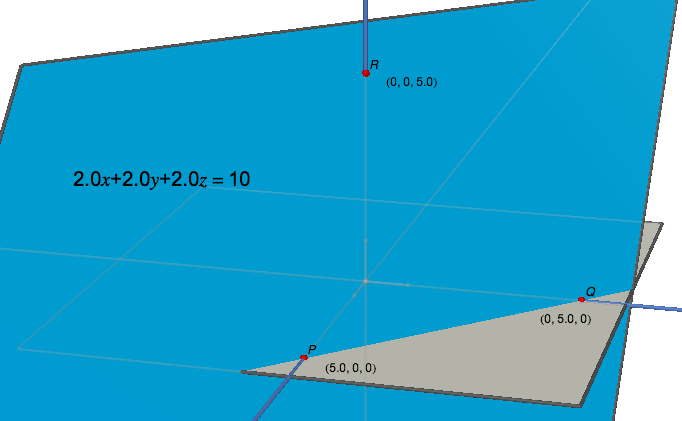 R
(0, 0, 5.0)
2.0x+2.0y+2.0z = 10
Q
(0, 5.0, 0)
P
(5.0, 0, 0)